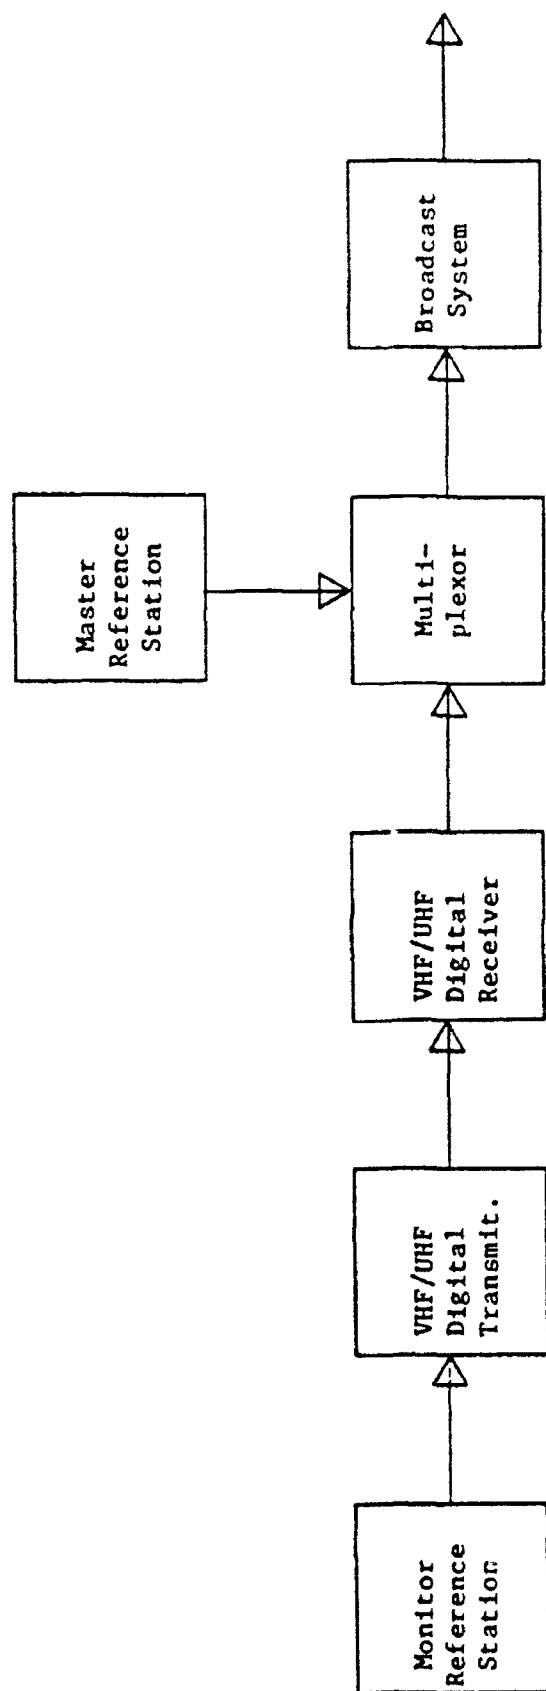 Monitor
Reference
Station
VHF/UHF
Digital
Transmit.
VHF/UHF
Digital
Receiver
Master
Reference
Station
Multi-
plexor
Broadcast
System